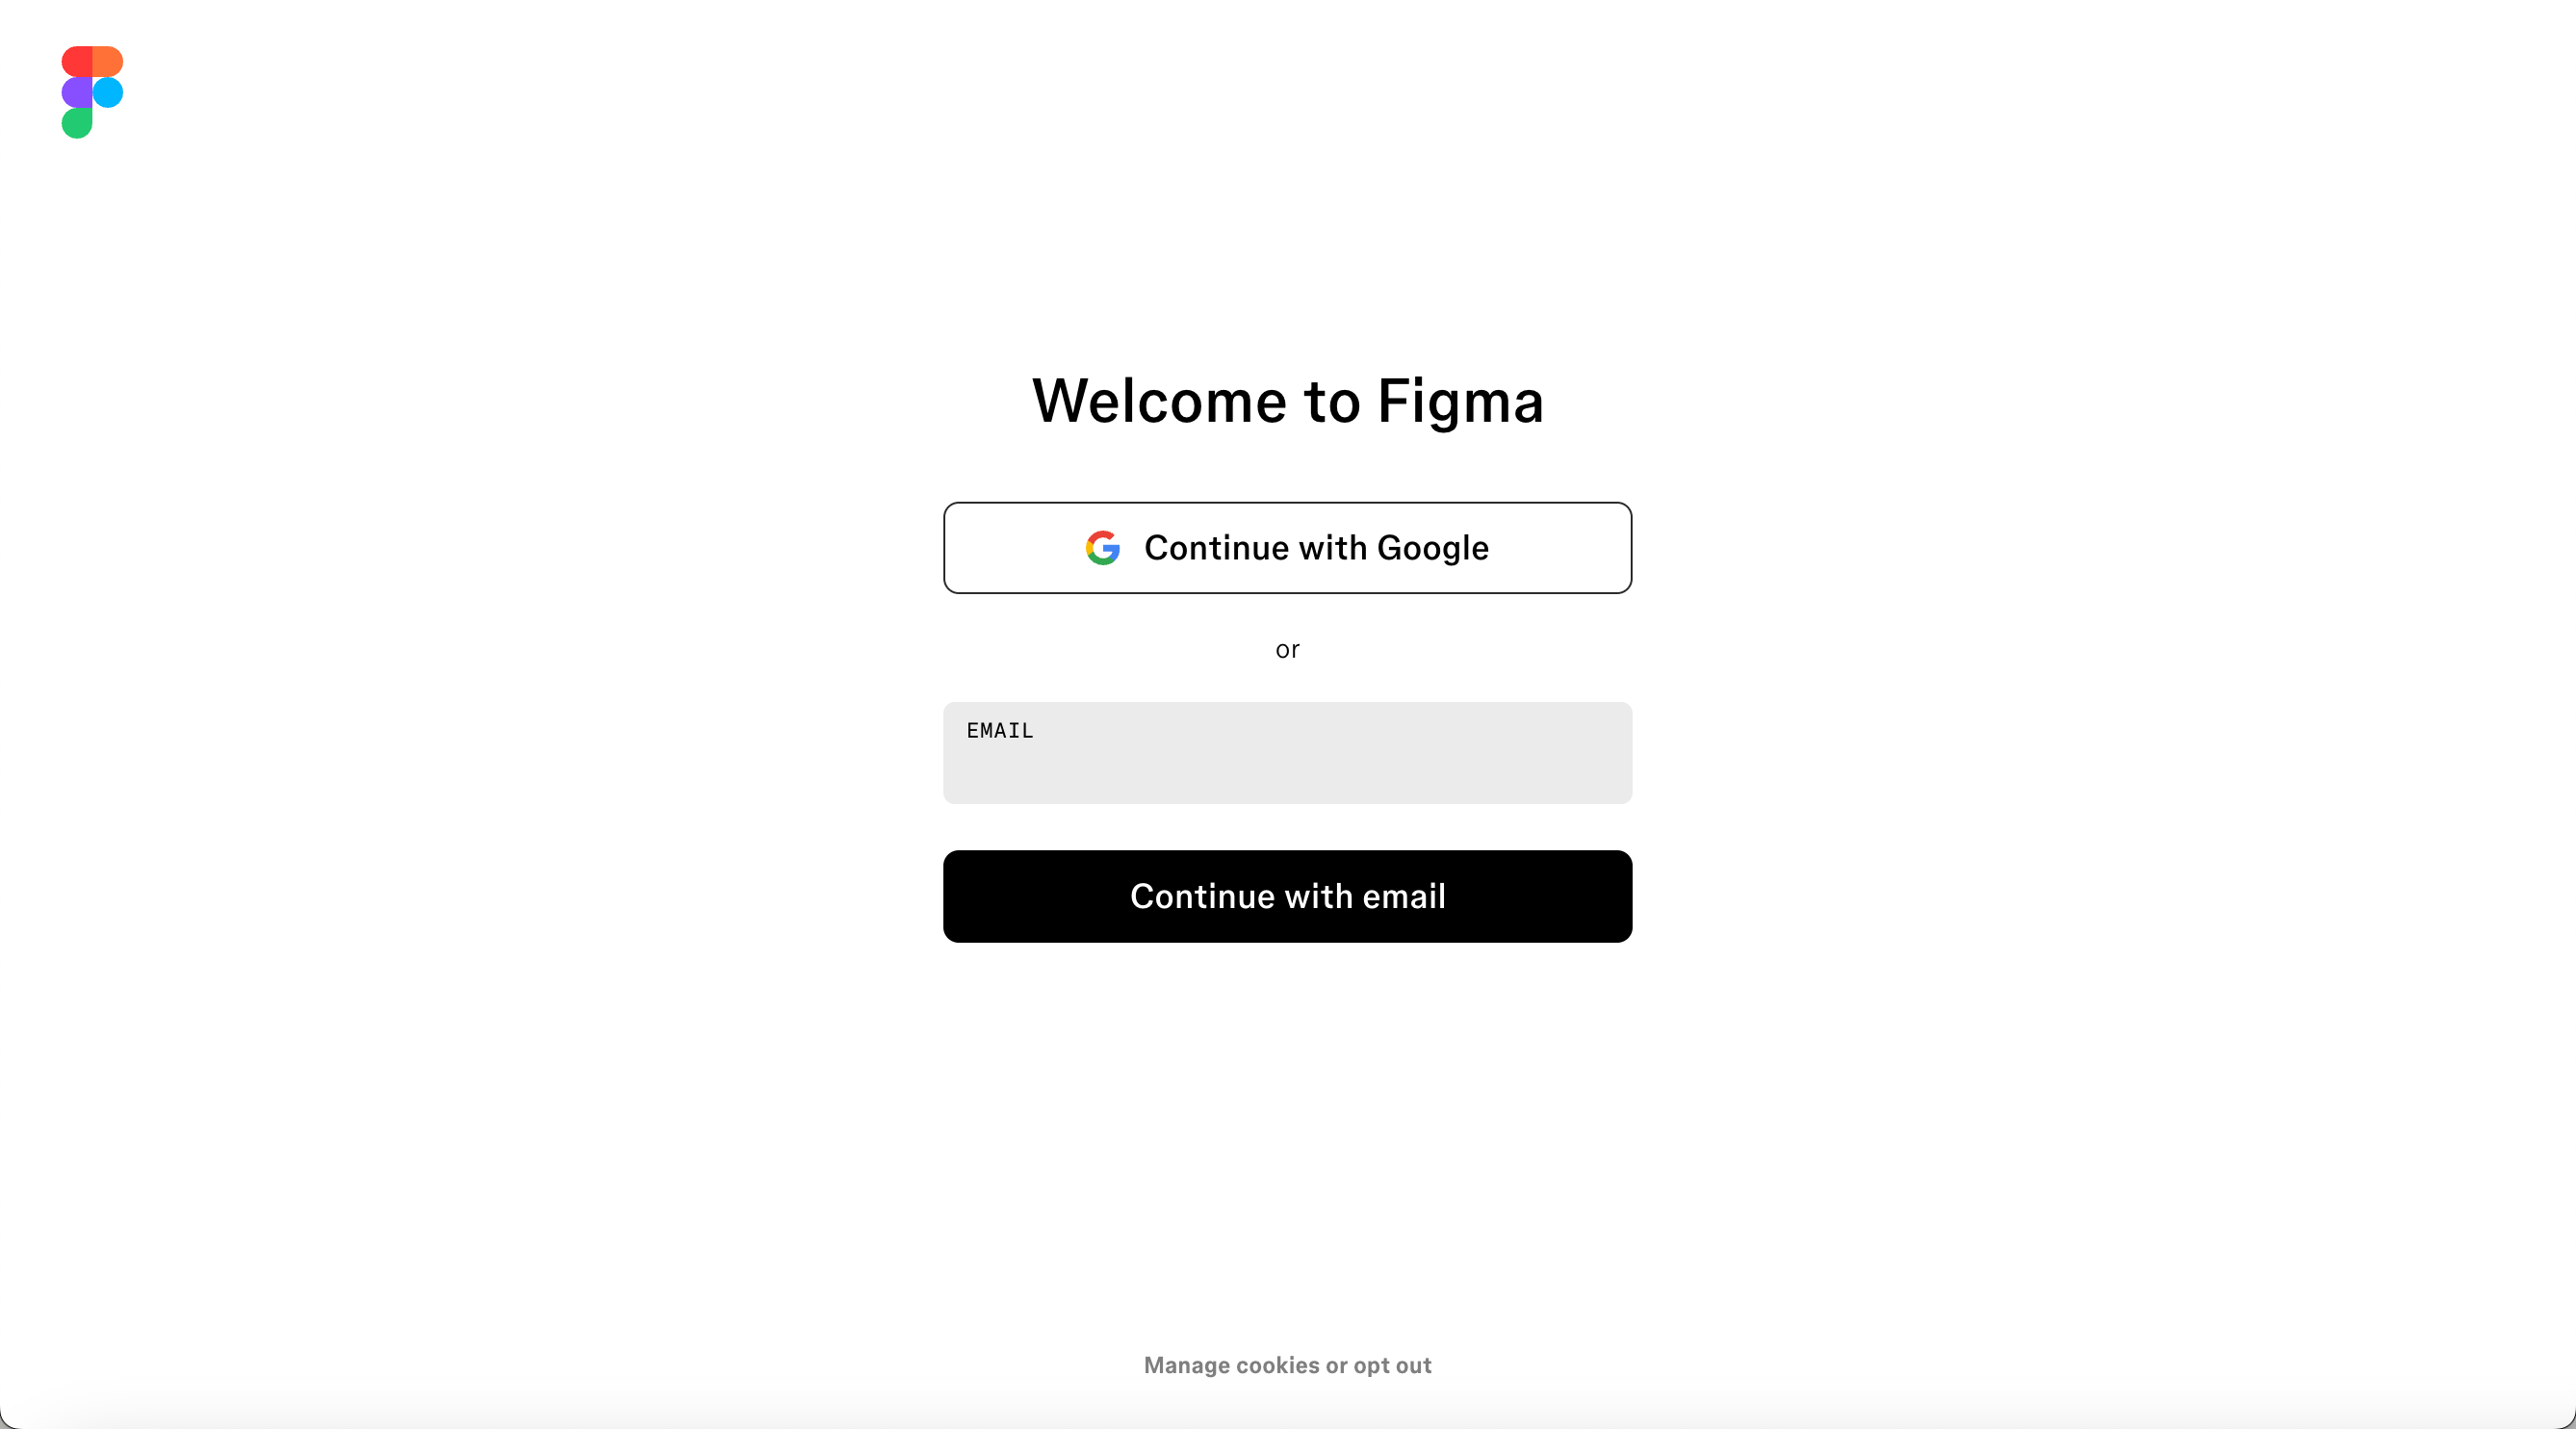 Welcome to Figma
Continue with Google
or
EMAIL
Continue with email
Manage cookies or opt out